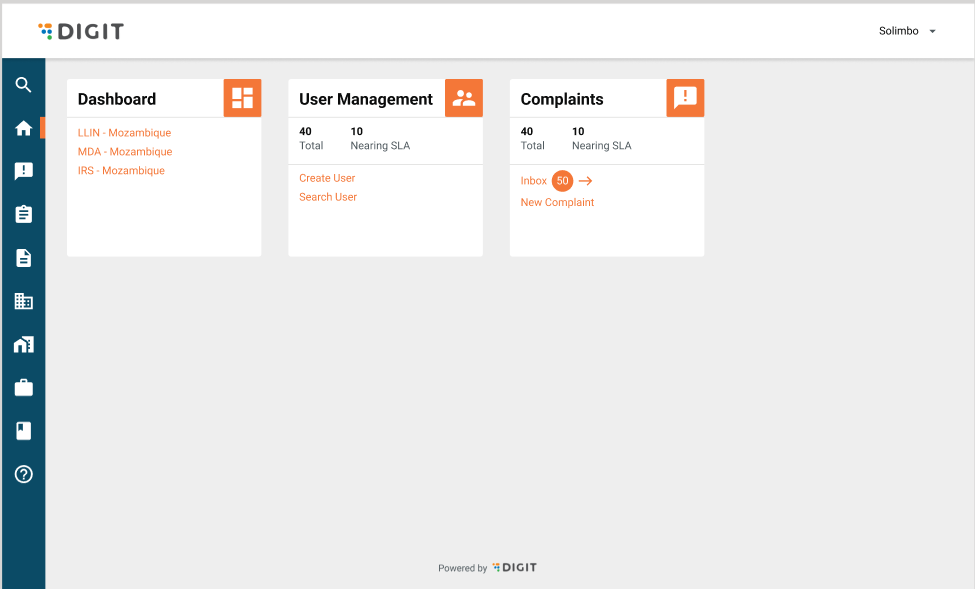 DIGIT
Solimbo
Dashboard
LLIN - Mozambique
MDA - Mozambique
IRS - Mozambique
User Management
40 10
Total Nearing SLA
Create User
Search User
Complaints
40 10
Total Nearing SLA
Inbox 50
New Complaint
Powered by DIGIT